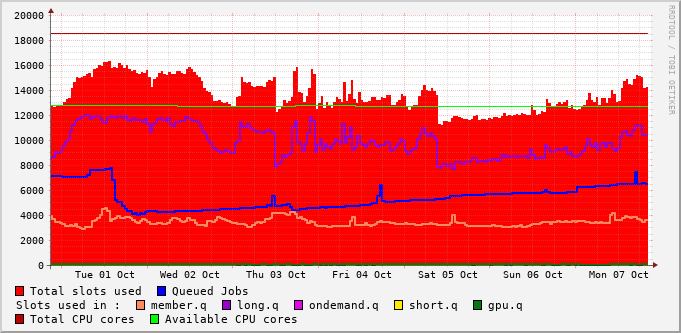 20000
18000
16000
14000
12000
10000
8000
6000
4000
2000
0
Tue 01 Oct Wed 02 Oct Thu 03 Oct Fri 04 Oct Sat 05 Oct Sun 06 Oct Mon 07 Oct
RRDTOOL / TOBI OETIKER
Total slots used Queued Jobs
Slots used in : member.q long.q ondemand.q short.q gpu.q
Total CPU cores Available CPU cores